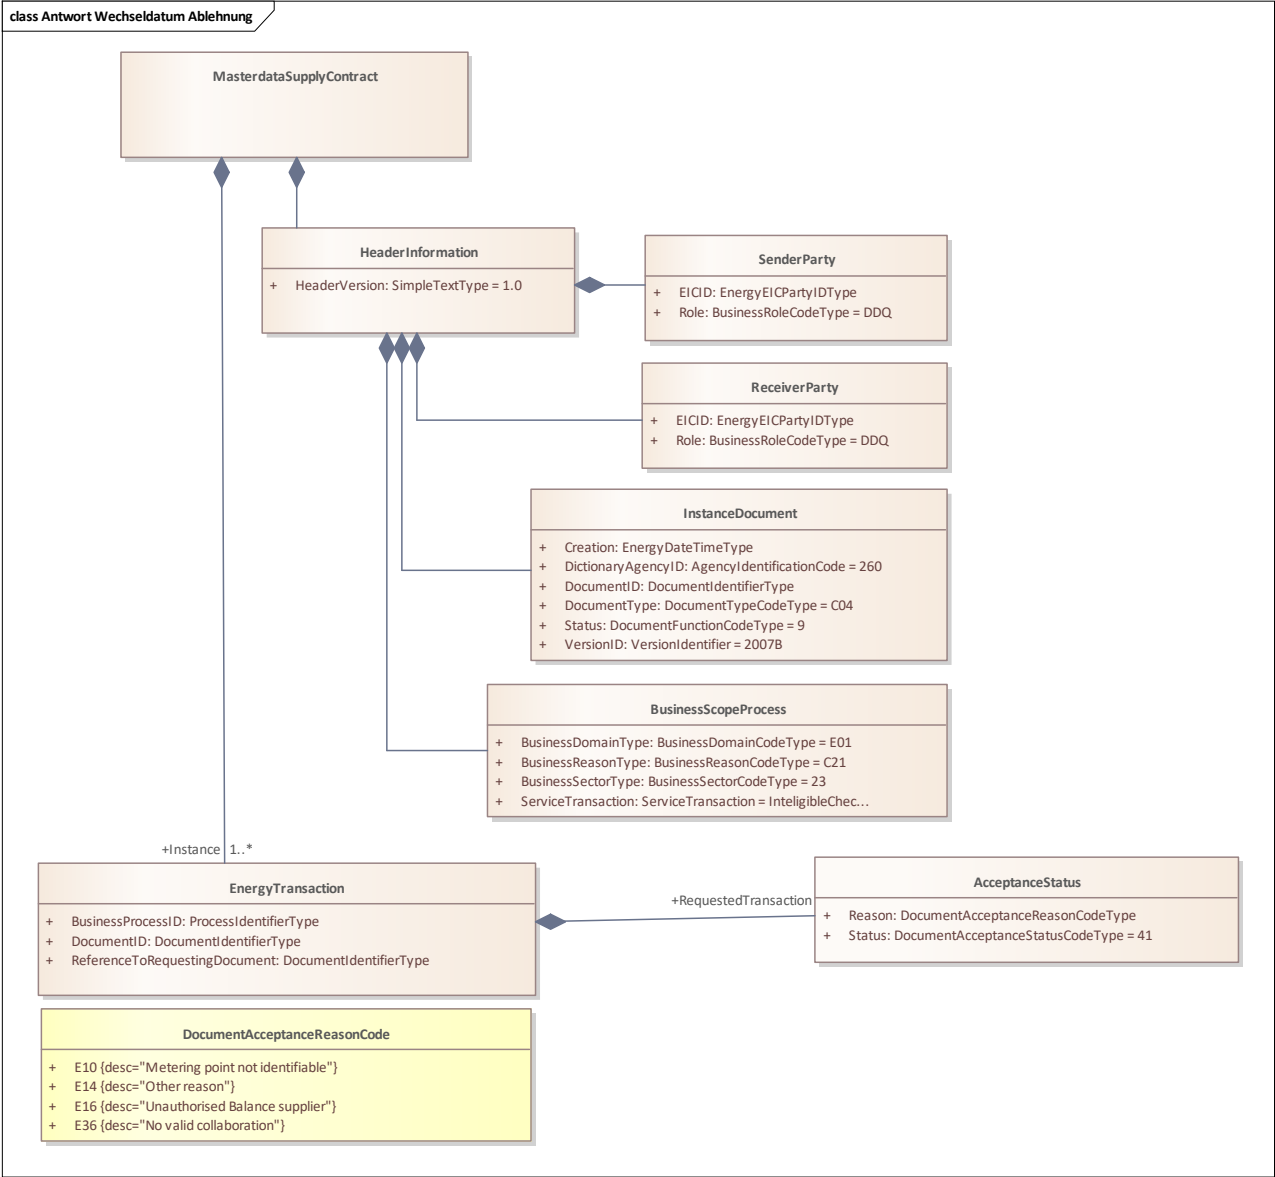 class Antwort Wechseldatum Ablehnung
MasterdataSupplyContract
HeaderInformation
+ HeaderVersion: SimpleTextType = 1.0
SenderParty
+ EICID: EnergyEICPartyIDType
+ Role: BusinessRoleCodeType = DDQ
ReceiverParty
+ EICID: EnergyEICPartyIDType
+ Role: BusinessRoleCodeType = DDQ
InstanceDocument
+ Creation: EnergyDateTimeType
+ DictionaryAgencyID: AgencyIdentificationCode = 260
+ DocumentID: DocumentIdentifierType
+ DocumentType: DocumentTypeCodeType = C04
+ Status: DocumentFunctionCodeType = 9
+ VersionID: VersionIdentifier = 2007B
BusinessScopeProcess
+ BusinessDomainType: BusinessDomainCodeType = E01
+ BusinessReasonType: BusinessReasonCodeType = C21
+ BusinessSectorType: BusinessSectorCodeType = 23
+ ServiceTransaction: ServiceTransaction = InteligibleChec...
+Instance 1..*
EnergyTransaction
+ BusinessProcessID: ProcessIdentifierType
+ DocumentID: DocumentIdentifierType
+ ReferenceToRequestingDocument: DocumentIdentifierType
+RequestedTransaction
AcceptanceStatus
+ Reason: DocumentAcceptanceReasonCodeType
+ Status: DocumentAcceptanceStatusCodeType = 41
DocumentAcceptanceReasonCode
+ E10 {desc="Metering point not identifiable"}
+ E14 {desc="Other reason"}
+ E16 {desc="Unauthorised Balance supplier"}
+ E36 {desc="No valid collaboration"}